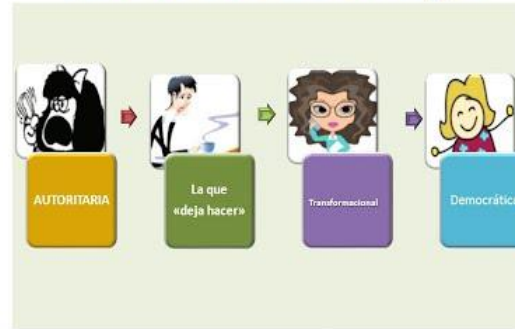 AUTORITARIA
La que
«deja hacer»
Transformacional
Democrática